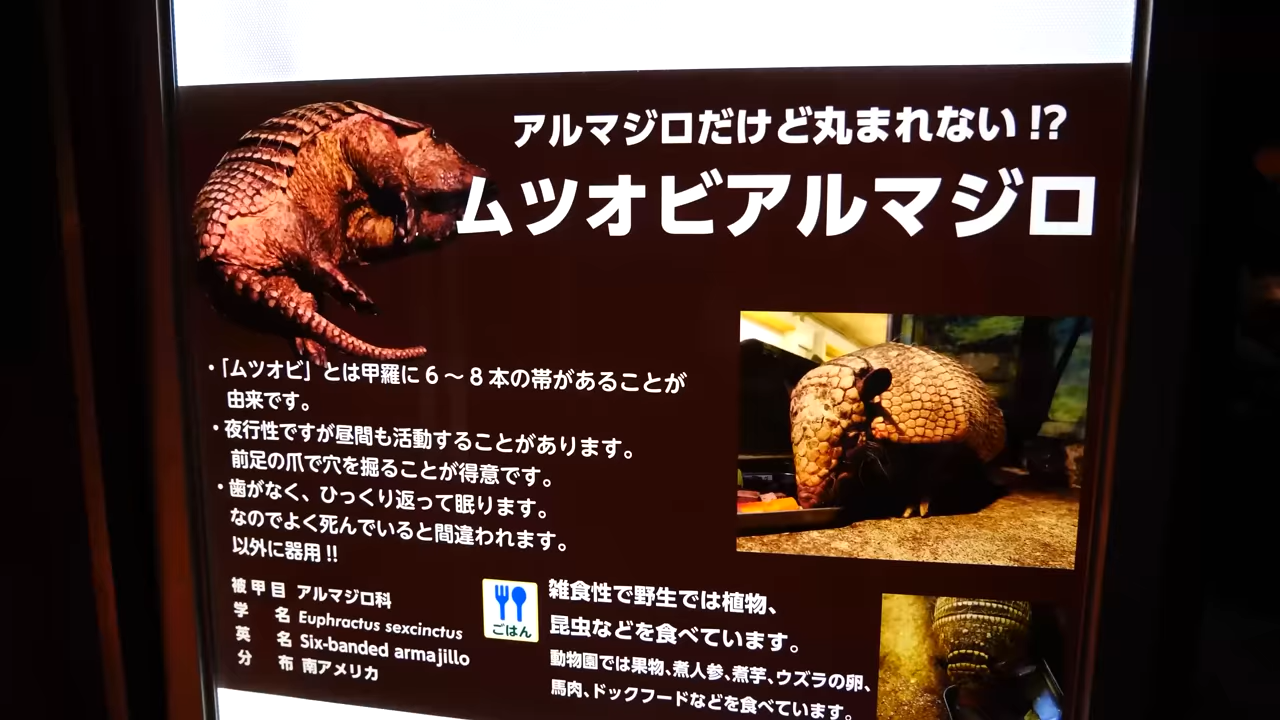 アルマジロだけど丸まれない!?
ムツオビアルマジロ
・「ムツオビ」とは甲羅に6～8本の帯があることが
由来です。
・夜行性ですが昼間も活動することがあります。
前足の爪で穴を掘ることが得意です。
・歯がなく、ひっくり返って眠ります。
なのでよく死んでいると間違われます。
以外に器用!!
被甲目 アルマジロ科
学名 Euphractus sexcinctus
英名 Six-banded armajillo
分布 南アメリカ
ごはん
雑食性で野生では植物、
昆虫などを食べています。
動物園では果物、煮人参、煮芋、ウズラの卵、
馬肉、ドックフードなどを食べています。